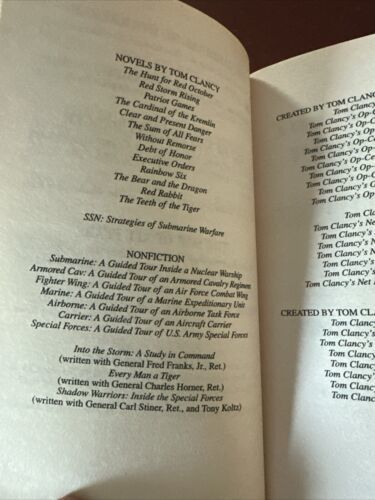 NOVELS BY TOM CLANCY
The Hunt for Red October
Red Storm Rising
Patriot Games
The Cardinal of the Kremlin
Clear and Present Danger
The Sum of All Fears
Without Remorse
Debt of Honor
Executive Orders
Rainbow Six
The Bear and the Dragon
Red Rabbit
The Teeth of the Tiger
SSN: Strategies of Submarine Warfare
NONFICTION
Submarine: A Guided Tour Inside a Nuclear Warship
Armored Cav: A Guided Tour of an Armored Cavalry Regiment
Fighter Wing: A Guided Tour of an Air Force Combat Wing
Marine: A Guided Tour of a Marine Expeditionary Unit
Airborne: A Guided Tour of an Airborne Task Force
Carrier: A Guided Tour of an Aircraft Carrier
Special Forces: A Guided Tour of U.S. Army Special Forces
Into the Storm: A Study in Command
(written with General Fred Franks, Jr., Ret.)
Every Man a Tiger
(written with General Charles Horner, Ret.)
Shadow Warriors: Inside the Special Forces
(written with General Carl Stiner, Ret., and Tony Koltz)
CREATED BY TOM CLANC
Tom Cl
Tom Clancy's Op-C
Tom Clancy's Op-C
Tom Clancy's Op-Ce
Tom Clancy's Op-Ce
Tom Clancy's Op-C
Tom Clancy's Op-C
Tom Clancy's O
Tom Clancy's Op-
Tom Cla
Tom Clancy's Ne
Tom Clancy's
Tom Clancy's N
Tom Clancy's N
Tom Clancy's
Tom Clancy's Net
CREATED BY TOM CLAN
Tom Clancy
Tom Clancy's
Tom Clancy
Tom Clancy's
Tom Clancy's
Tom Clancy's
Tom Clan